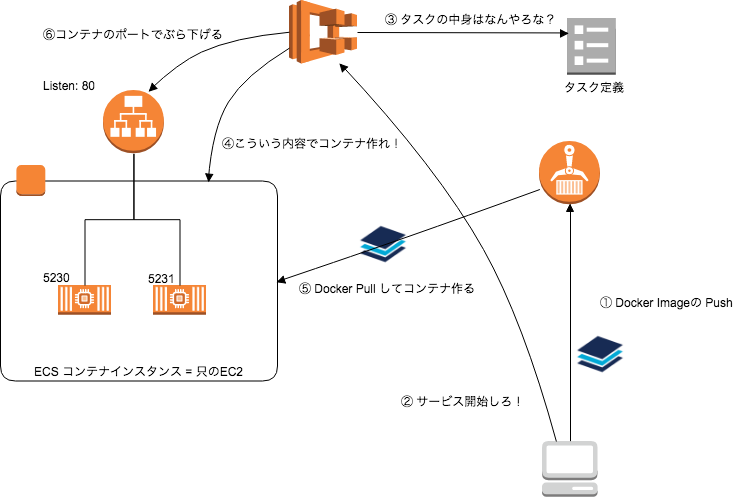 ⑥コンテナのポートでぶら下げる
③ タスクの中身はなんやろな？
タスク定義
Listen: 80
④こういう内容でコンテナ作れ！
5230
5231
⑤ Docker Pull してコンテナ作る
① Docker Imageの Push
ECS コンテナインスタンス = 只のEC2
② サービス開始しろ！